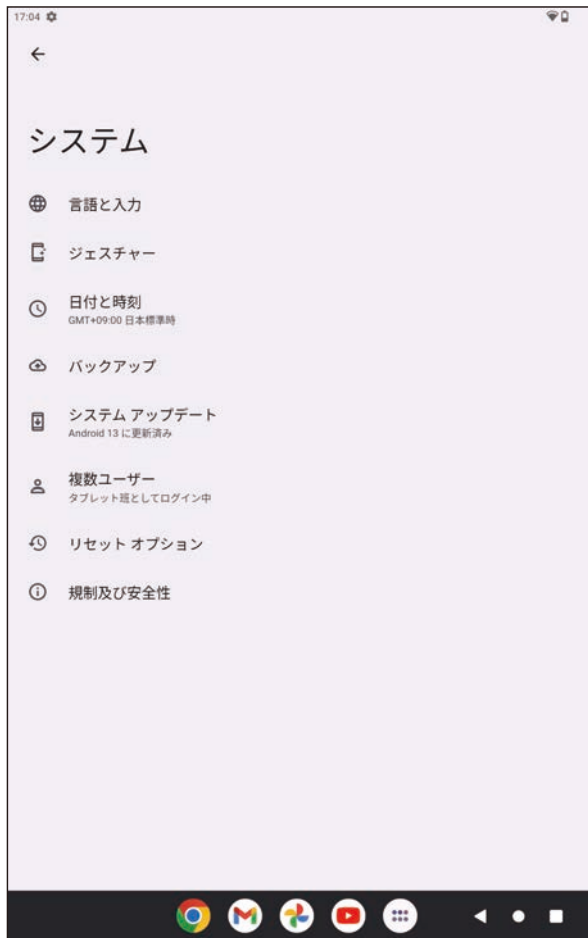 17:04
システム
言語と入力
ジェスチャー
日付と時刻
GMT+09:00 日本標準時
バックアップ
システム アップデート
Android 13 に更新済み
複数ユーザー
タブレット班としてログイン中
リセット オプション
規制及び安全性